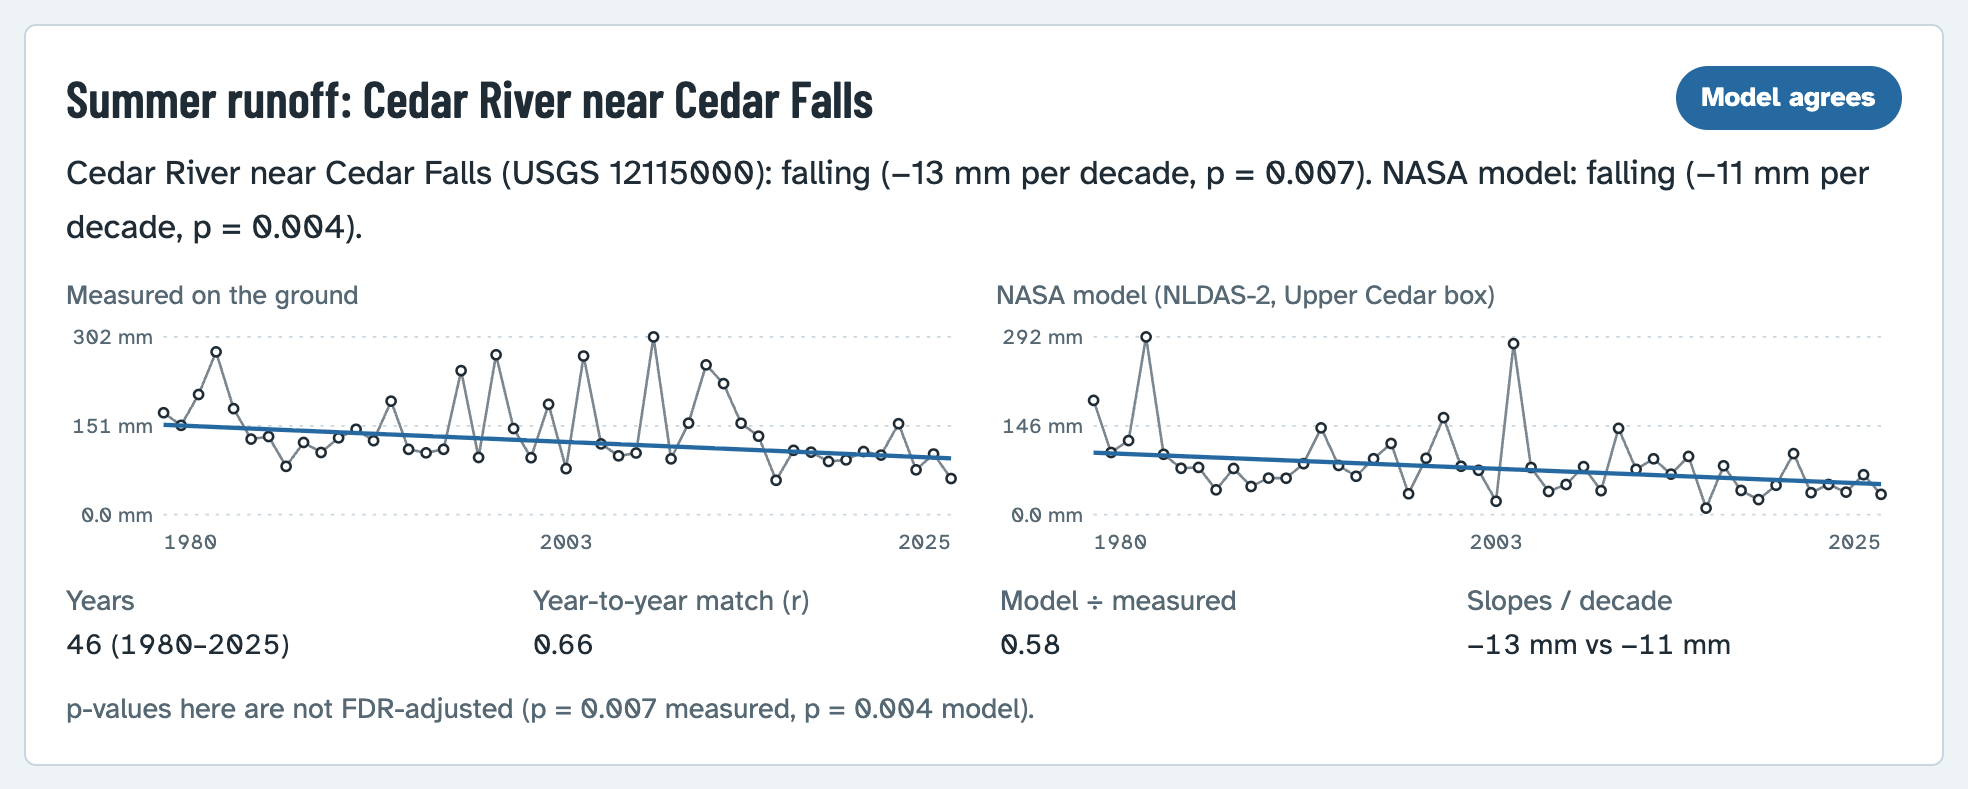 Summer runoff: Cedar River near Cedar Falls
Model agrees
Cedar River near Cedar Falls (USGS 12115000): falling (−13 mm per decade, p = 0.007). NASA model: falling (−11 mm per
decade, p = 0.004).
Measured on the ground
302 mm
151 mm
0.0 mm
1980
2003
2025
NASA model (NLDAS-2, Upper Cedar box)
292 mm
146 mm
0.0 mm
1980
2003
2025
Years
46 (1980–2025)
Year-to-year match (r)
0.66
Model ÷ measured
0.58
Slopes / decade
−13 mm vs −11 mm
p-values here are not FDR-adjusted (p = 0.007 measured, p = 0.004 model).